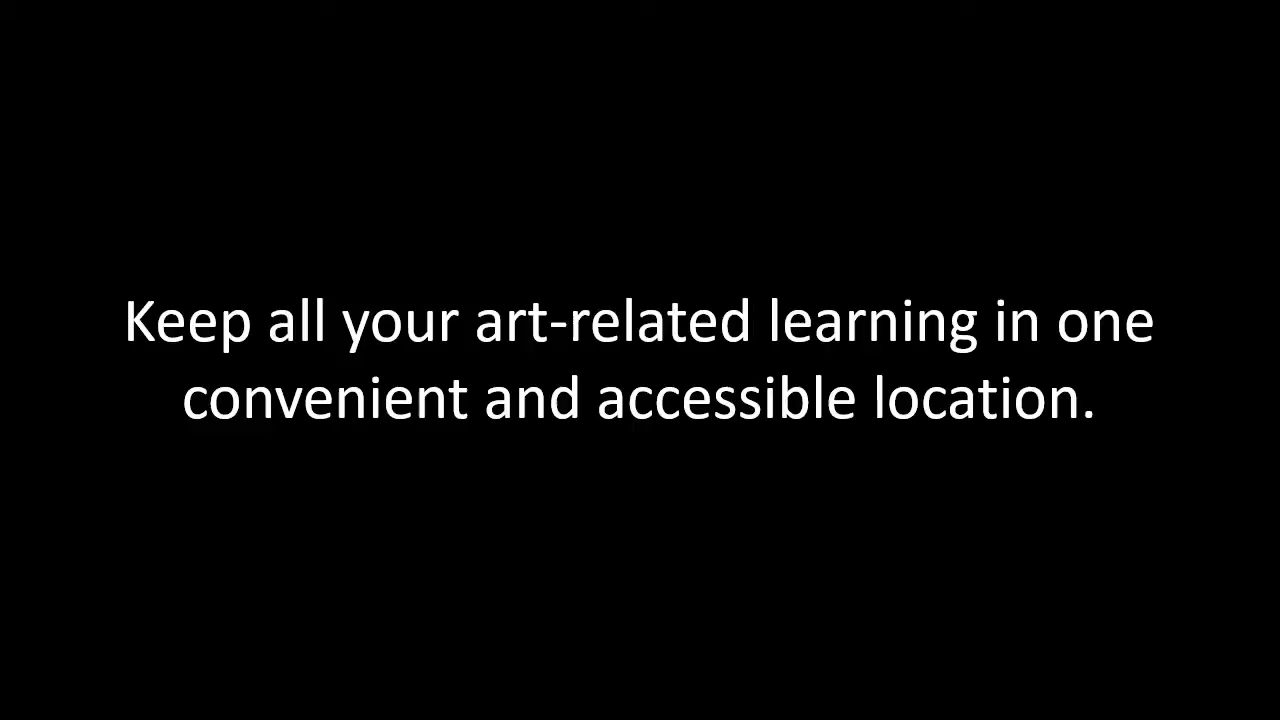 Keep all your art-related learning in one
convenient and accessible location.